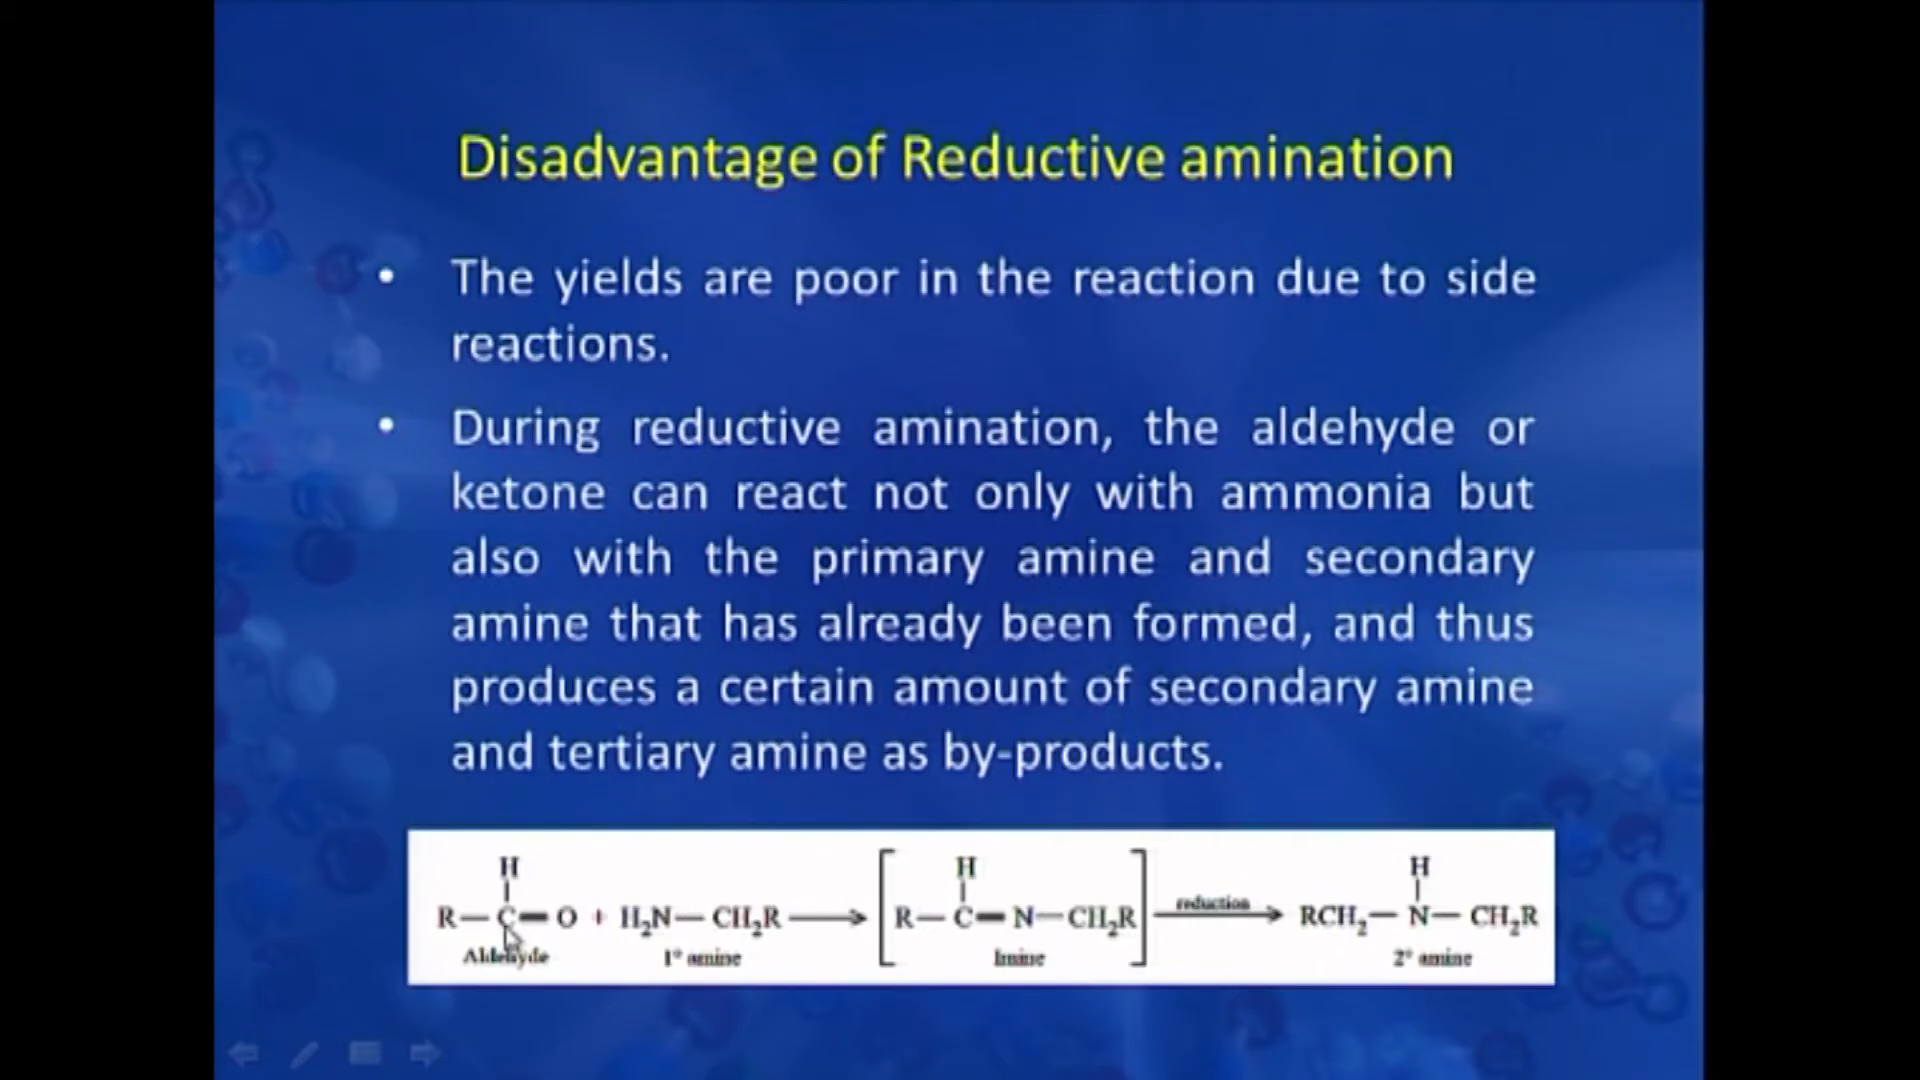 Disadvantage of Reductive amination
• The yields are poor in the reaction due to side
reactions.
• During reductive amination, the aldehyde or
ketone can react not only with ammonia but
also with the primary amine and secondary
amine that has already been formed, and thus
produces a certain amount of secondary amine
and tertiary amine as by-products.
H H H
R—C=O + H₂N—CH₂R [R—C=N—CH₂R] reduction RCH₂—N—CH₂R
Aldehyde 1° amine Imine 2° amine